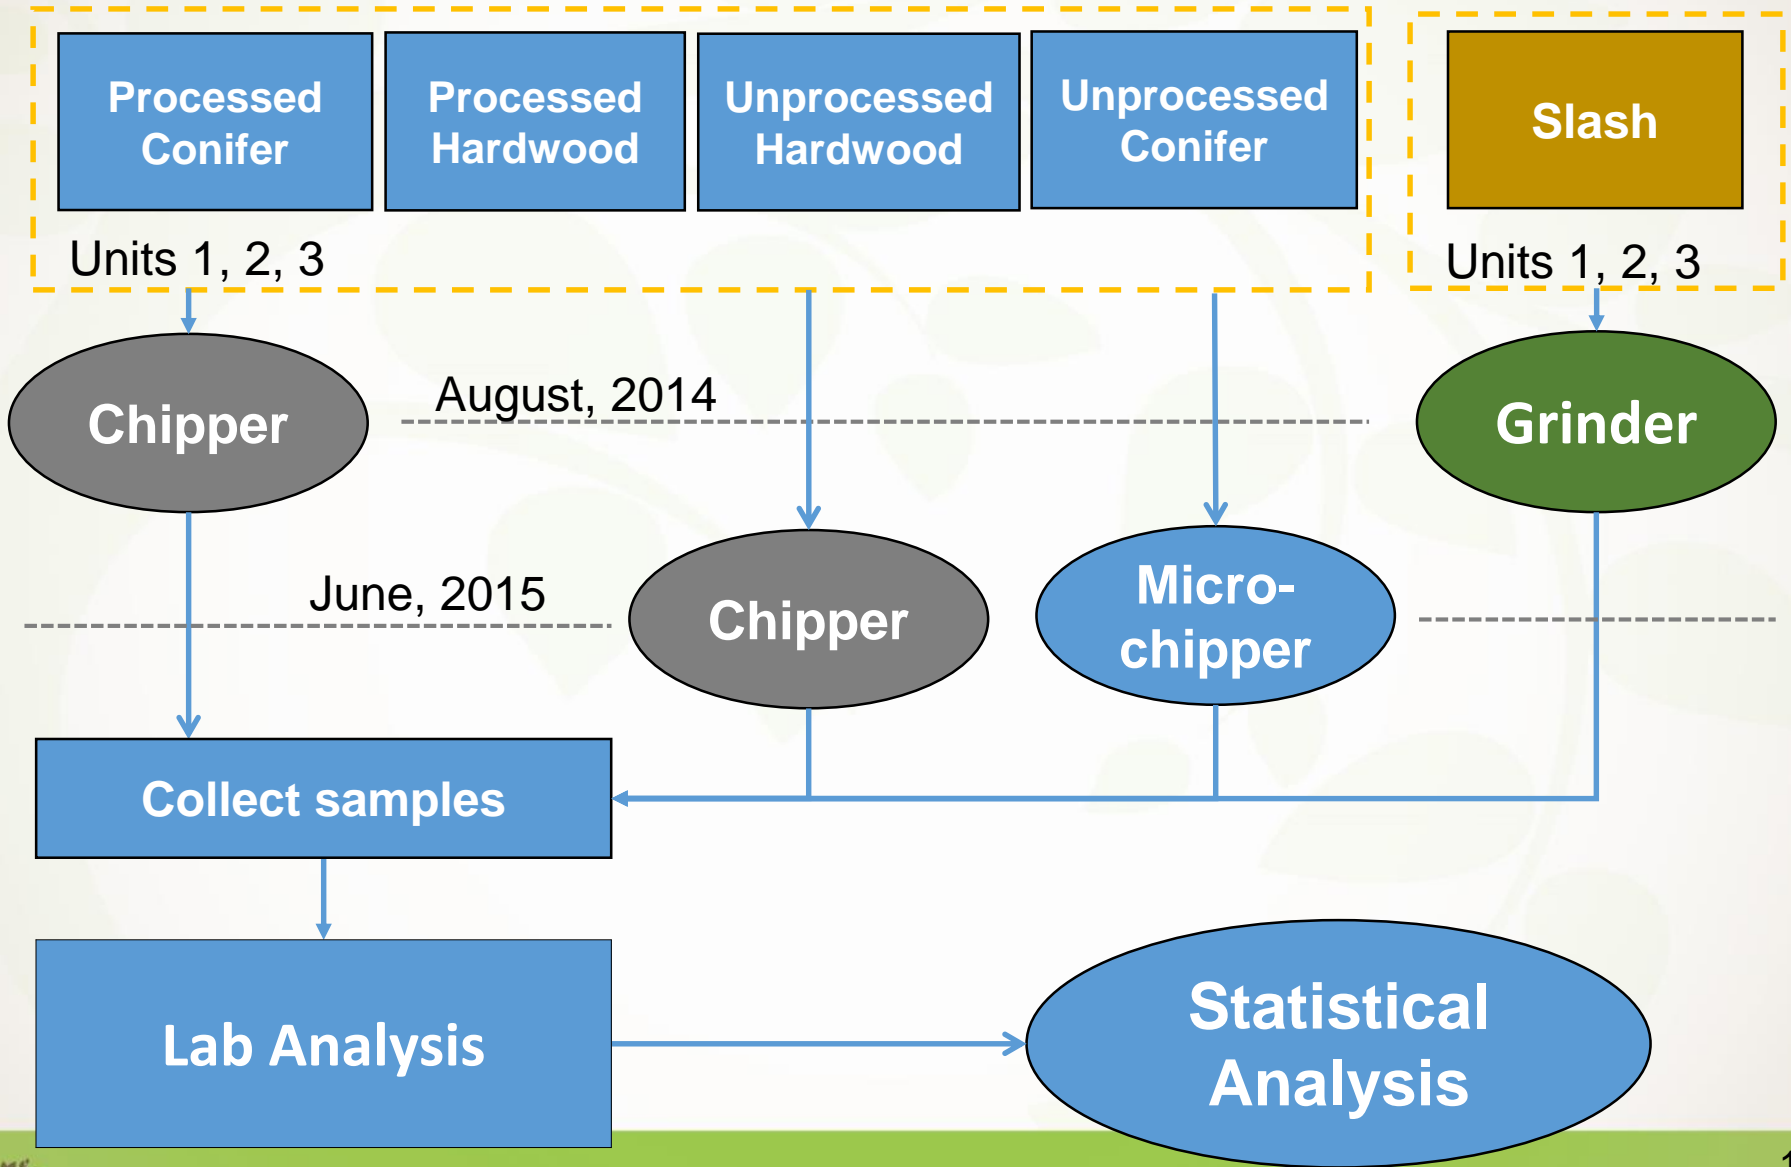 Processed
Conifer
Processed
Hardwood
Unprocessed
Hardwood
Unprocessed
Conifer
Slash
Units 1, 2, 3
Units 1, 2, 3
Chipper
August, 2014
Grinder
June, 2015
Chipper
Micro-
chipper
Collect samples
Lab Analysis
Statistical
Analysis